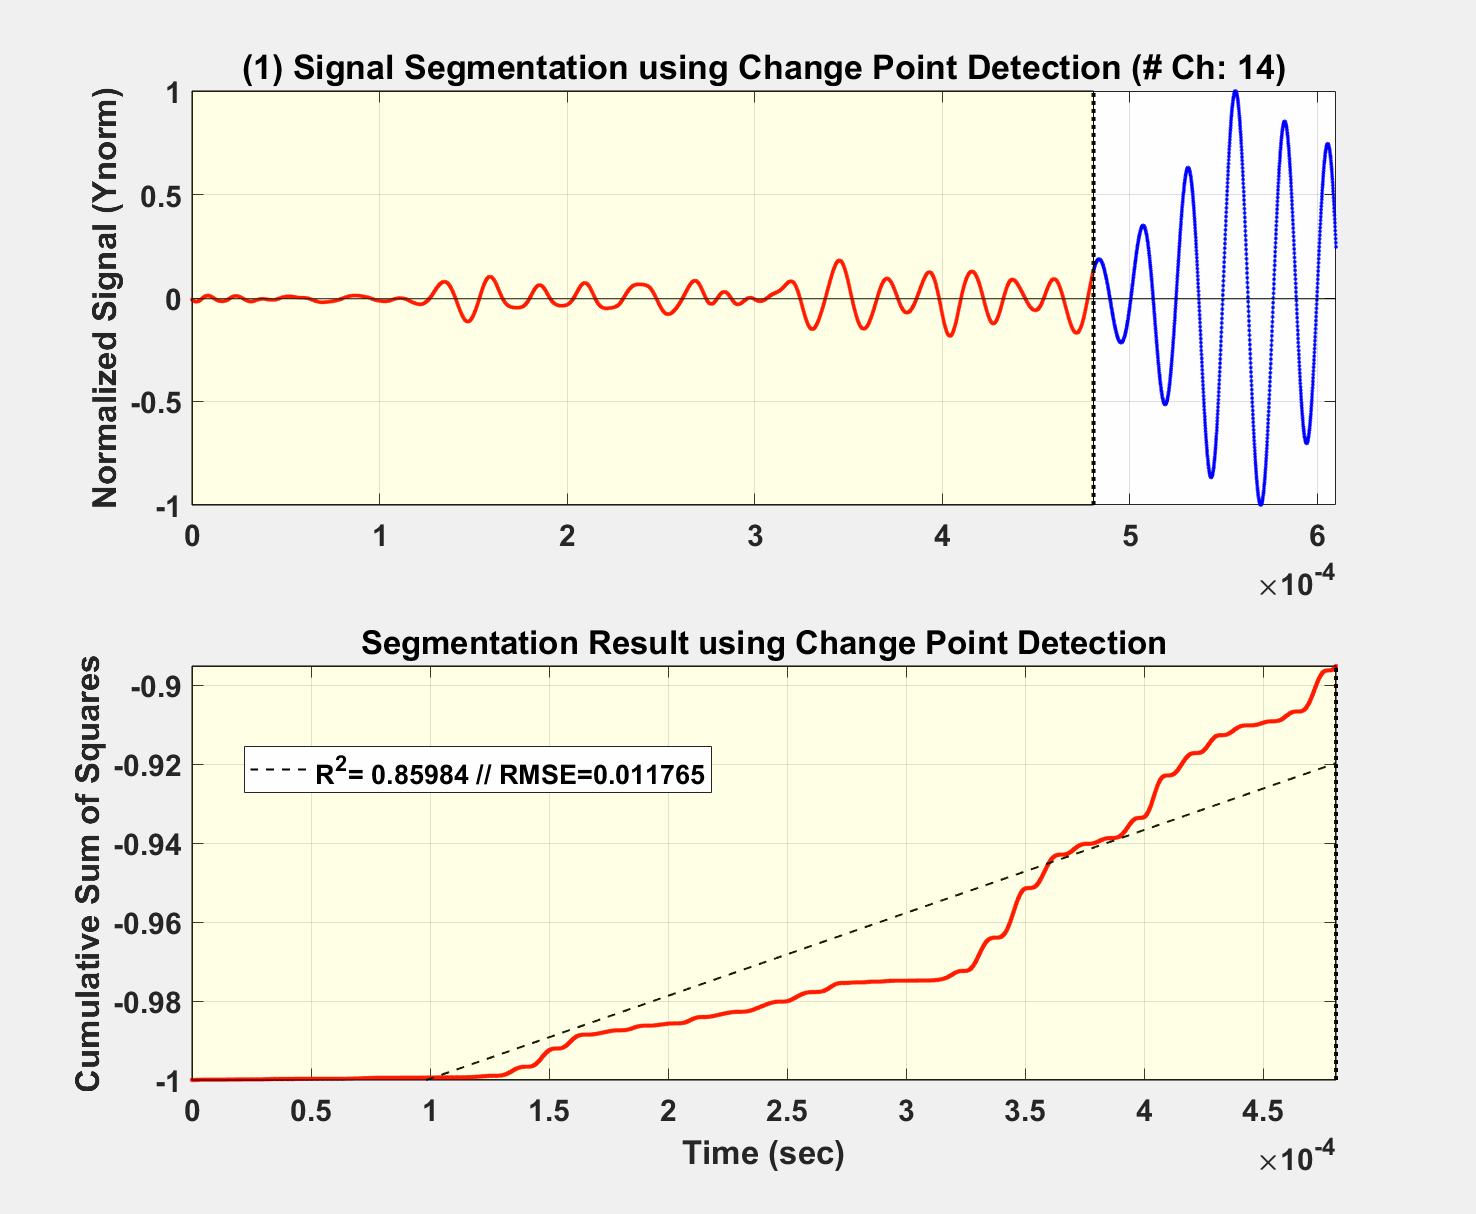 (1) Signal Segmentation using Change Point Detection (# Ch: 14)
Normalized Signal (Ynorm)
1
0.5
0
-0.5
-1
0 1 2 3 4 5 6
×10^-4
Segmentation Result using Change Point Detection
Cumulative Sum of Squares
-0.9
-0.92
-0.94
-0.96
-0.98
-1
R^2= 0.85984 // RMSE=0.011765
0 0.5 1 1.5 2 2.5 3 3.5 4 4.5
Time (sec)
×10^-4